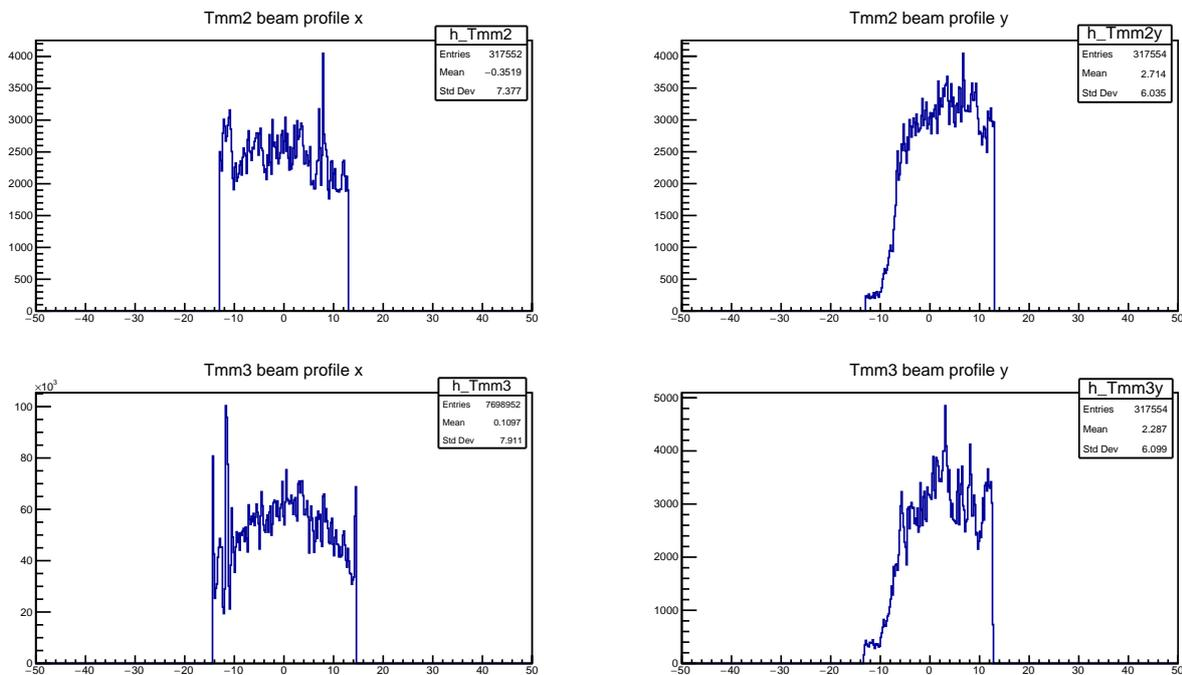 Tmm2 beam profile x
h_Tmm2
Entries 317552
Mean −0.3519
Std Dev 7.377
4000
3500
3000
2500
2000
1500
1000
500
0
−50 −40 −30 −20 −10 0 10 20 30 40 50
Tmm2 beam profile y
h_Tmm2y
Entries 317554
Mean 2.714
Std Dev 6.035
4000
3500
3000
2500
2000
1500
1000
500
0
−50 −40 −30 −20 −10 0 10 20 30 40 50
Tmm3 beam profile x
×10³
h_Tmm3
Entries 7698952
Mean 0.1097
Std Dev 7.911
100
80
60
40
20
0
−50 −40 −30 −20 −10 0 10 20 30 40 50
Tmm3 beam profile y
h_Tmm3y
Entries 317554
Mean 2.287
Std Dev 6.099
5000
4000
3000
2000
1000
0
−50 −40 −30 −20 −10 0 10 20 30 40 50